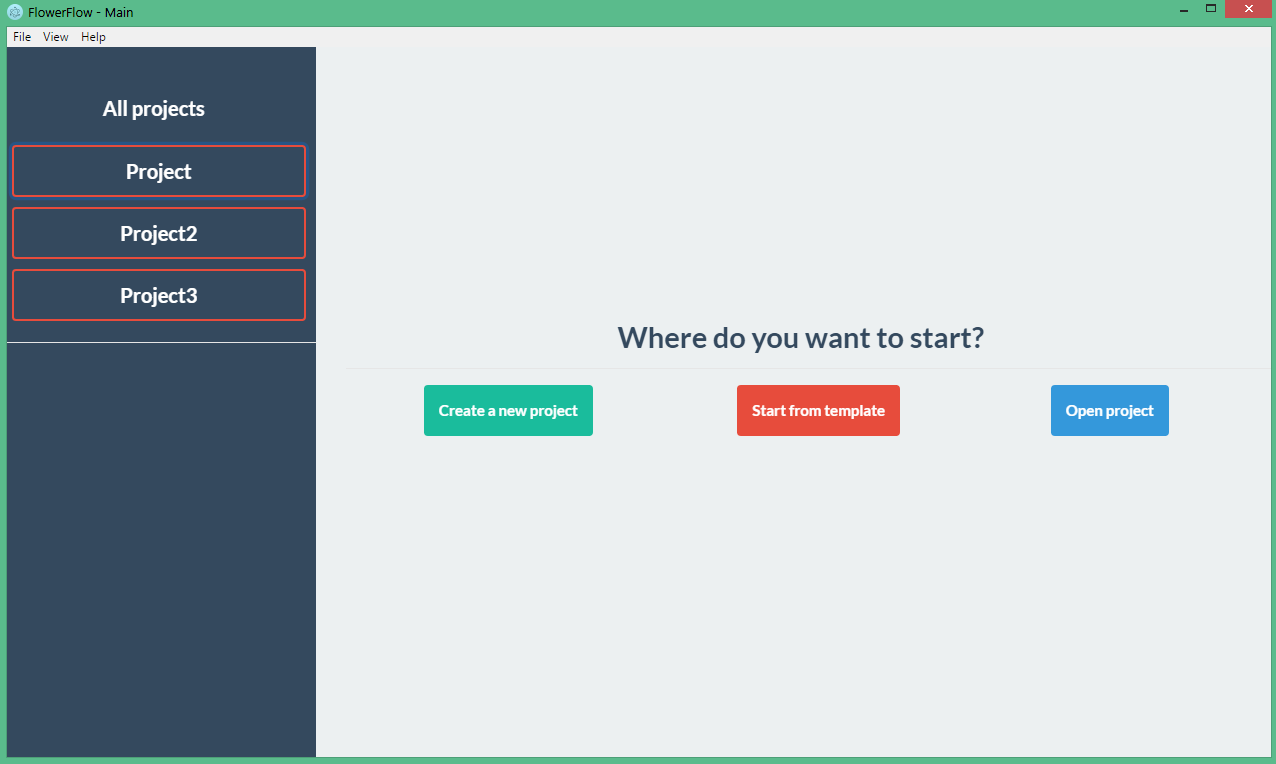 FlowerFlow - Main
File View Help
All projects
Project
Project2
Project3
Where do you want to start?
Create a new project Start from template Open project